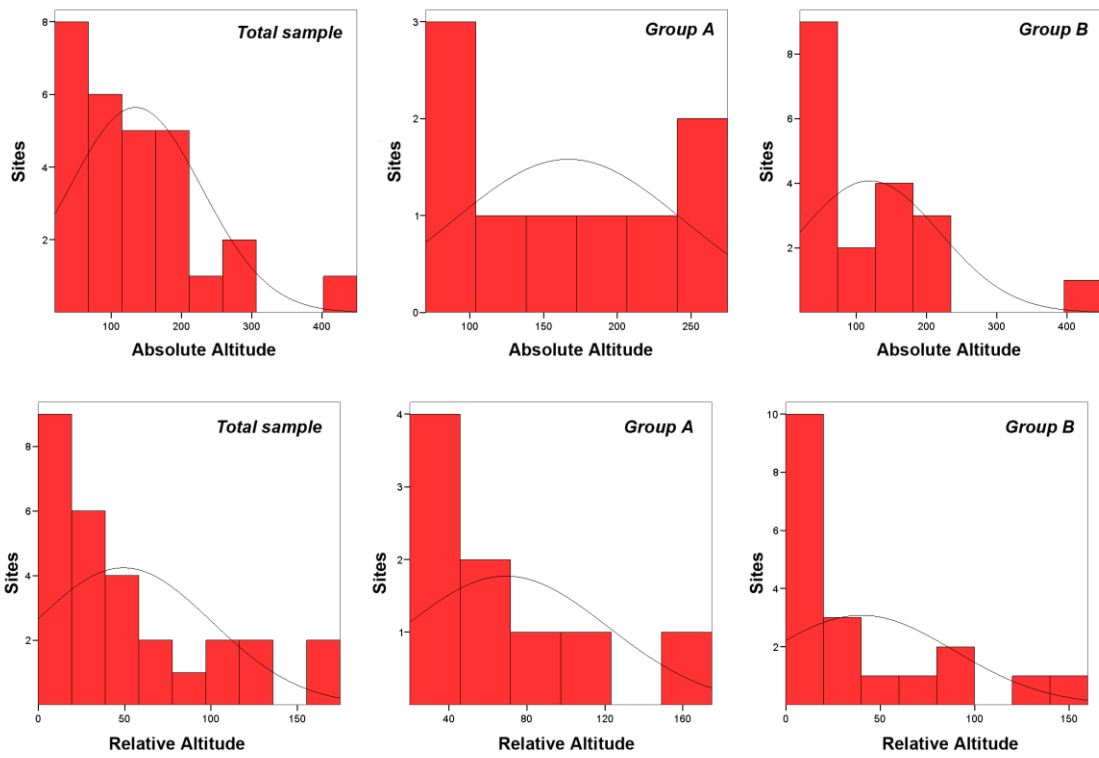 Total sample
8
6
4
2
Sites
100 200 300 400
Absolute Altitude
Group A
3
2
1
0
Sites
100 150 200 250
Absolute Altitude
Group B
8
6
4
2
Sites
100 200 300 400
Absolute Altitude
Total sample
8
6
4
2
Sites
0 50 100 150
Relative Altitude
Group A
4
3
2
1
Sites
40 80 120 160
Relative Altitude
Group B
10
8
6
4
2
Sites
0 50 100 150
Relative Altitude